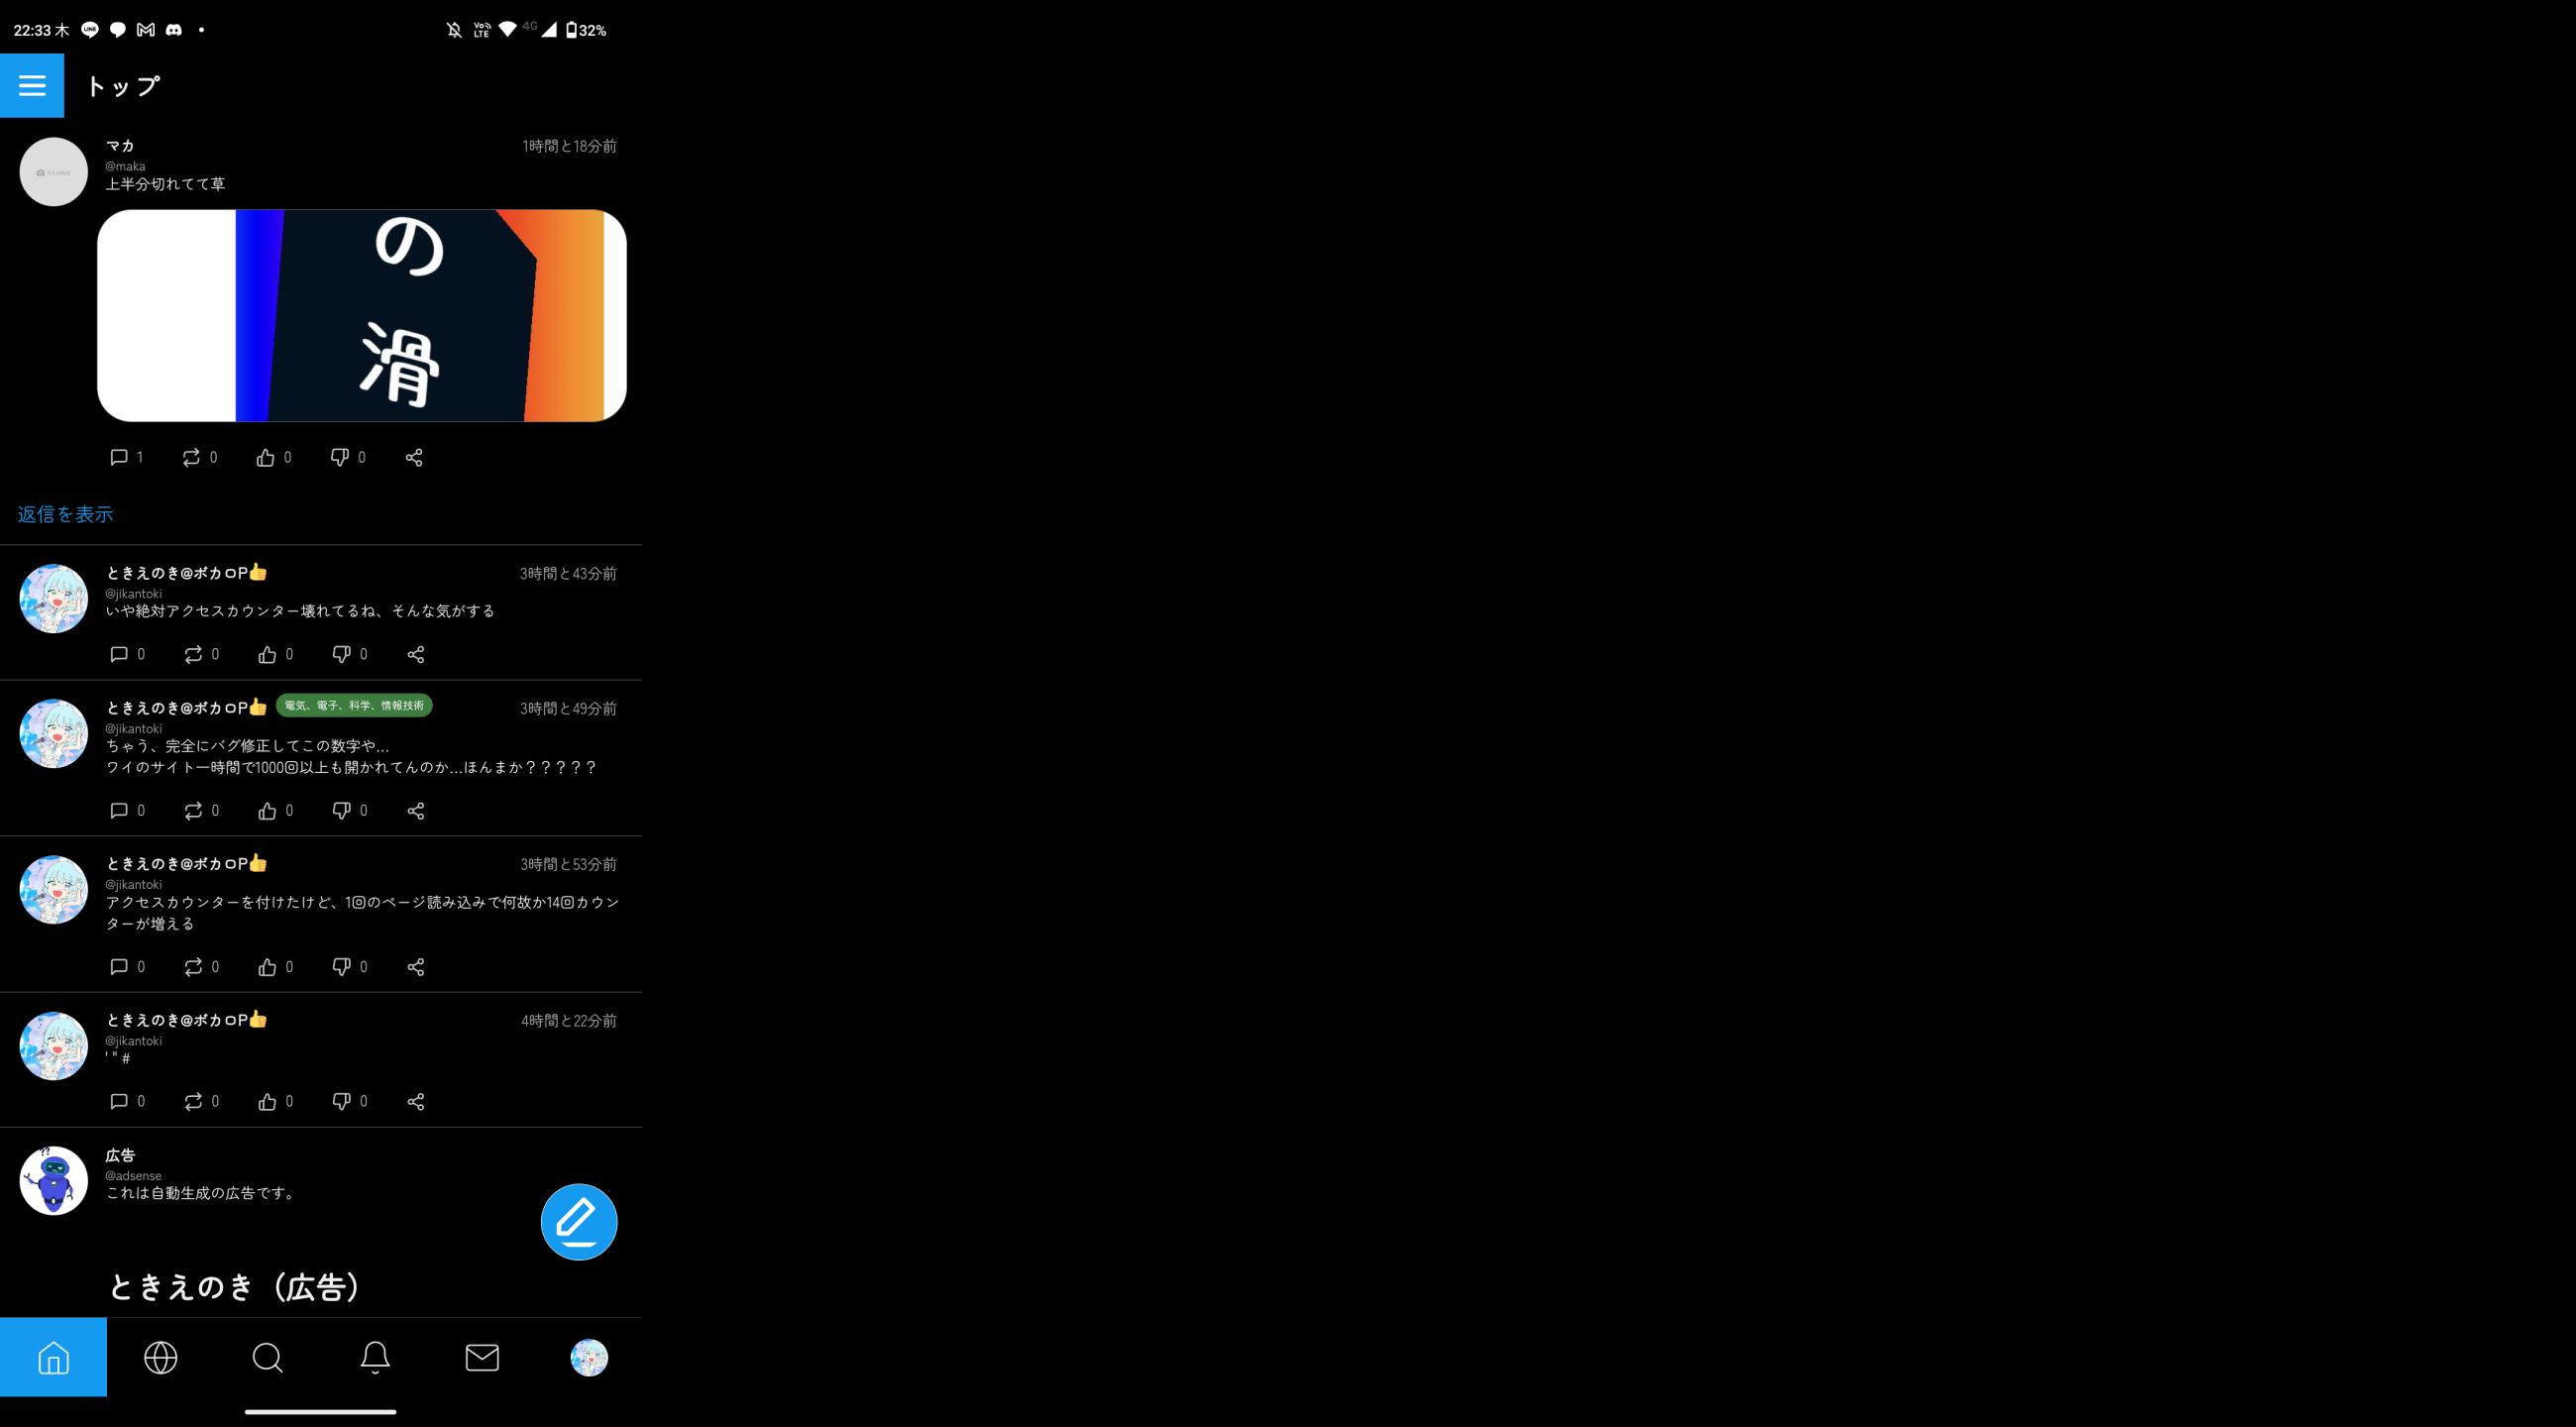 22:33 木
LINE
Vo
LTE
4G
32%
トップ
マカ
1時間と18分前
@maka
上半分切れてて草
の
滑
1 0 0 0
返信を表示
ときえのき@ボカロP👍
3時間と43分前
@jikantoki
いや絶対アクセスカウンター壊れてるね、そんな気がする
0 0 0 0
ときえのき@ボカロP👍 電気、電子、科学、情報技術
3時間と49分前
@jikantoki
ちゃう、完全にバグ修正してこの数字や...
ワイのサイト一時間で1000回以上も開かれてんのか...ほんまか？？？？？
0 0 0 0
ときえのき@ボカロP👍
3時間と53分前
@jikantoki
アクセスカウンターを付けたけど、1回のページ読み込みで何故か14回カウン
ターが増える
0 0 0 0
ときえのき@ボカロP👍
4時間と22分前
@jikantoki
' " #
0 0 0 0
??
広告
@adsense
これは自動生成の広告です。
ときえのき（広告）